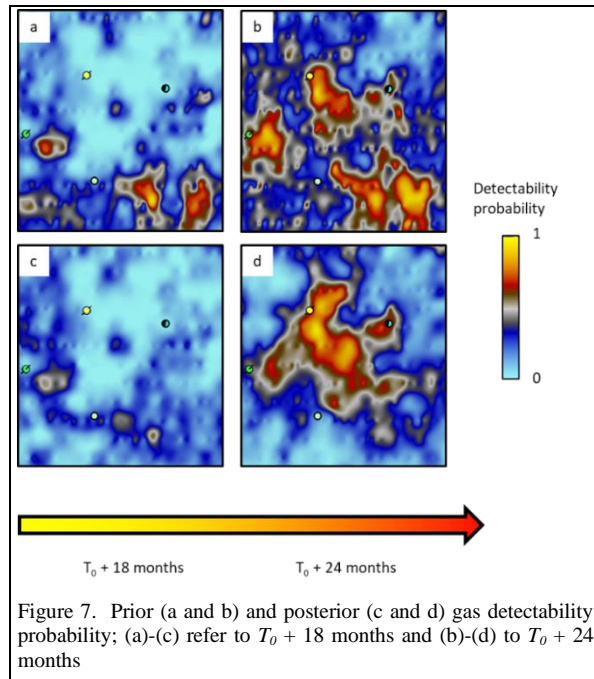 a
b
Detectability
probability
1
0
c
d
T0 + 18 months
T0 + 24 months
Figure 7. Prior (a and b) and posterior (c and d) gas detectability
probability; (a)-(c) refer to T0 + 18 months and (b)-(d) to T0 + 24
months